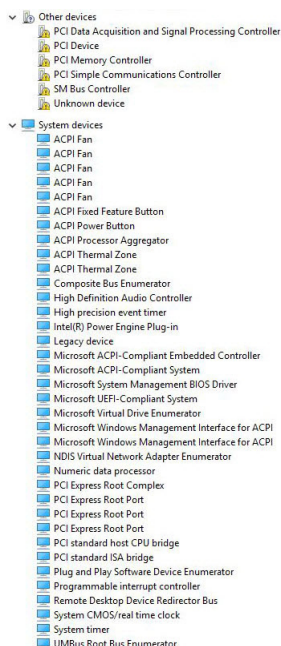 Other devices
PCI Data Acquisition and Signal Processing Controller
PCI Device
PCI Memory Controller
PCI Simple Communications Controller
SM Bus Controller
Unknown device
System devices
ACPI Fan
ACPI Fan
ACPI Fan
ACPI Fan
ACPI Fan
ACPI Fixed Feature Button
ACPI Power Button
ACPI Processor Aggregator
ACPI Thermal Zone
ACPI Thermal Zone
Composite Bus Enumerator
High Definition Audio Controller
High precision event timer
Intel(R) Power Engine Plug-in
Legacy device
Microsoft ACPI-Compliant Embedded Controller
Microsoft ACPI-Compliant System
Microsoft System Management BIOS Driver
Microsoft UEFI-Compliant System
Microsoft Virtual Drive Enumerator
Microsoft Windows Management Interface for ACPI
Microsoft Windows Management Interface for ACPI
NDIS Virtual Network Adapter Enumerator
Numeric data processor
PCI Express Root Complex
PCI Express Root Port
PCI Express Root Port
PCI Express Root Port
PCI standard host CPU bridge
PCI standard ISA bridge
Plug and Play Software Device Enumerator
Programmable interrupt controller
Remote Desktop Device Redirector Bus
System CMOS/real time clock
System timer
UMBus Root Bus Enumerator